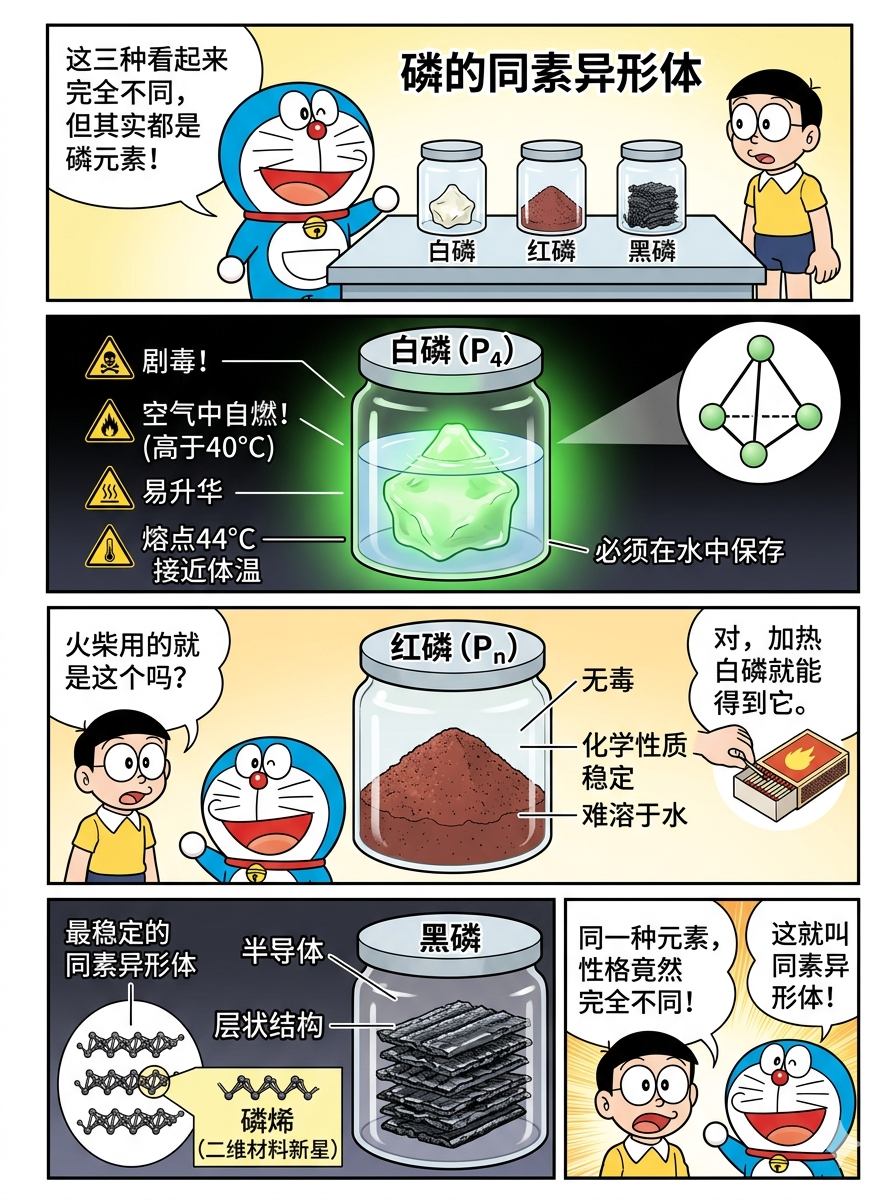 这三种看起来
完全不同，
但其实都是
磷元素！
磷的同素异形体
白磷
红磷
黑磷
白磷（P₄）
剧毒！
空气中自燃！
(高于40°C)
易升华
熔点44°C
接近体温
必须在水中保存
火柴用的就
是这个吗？
红磷（Pₙ）
无毒
化学性质
稳定
难溶于水
对，加热
白磷就能
得到它。
最稳定的
同素异形体
半导体
层状结构
黑磷
磷烯
(二维材料新星)
同一种元素，
性格竟然
完全不同！
这就叫
同素异
形体！